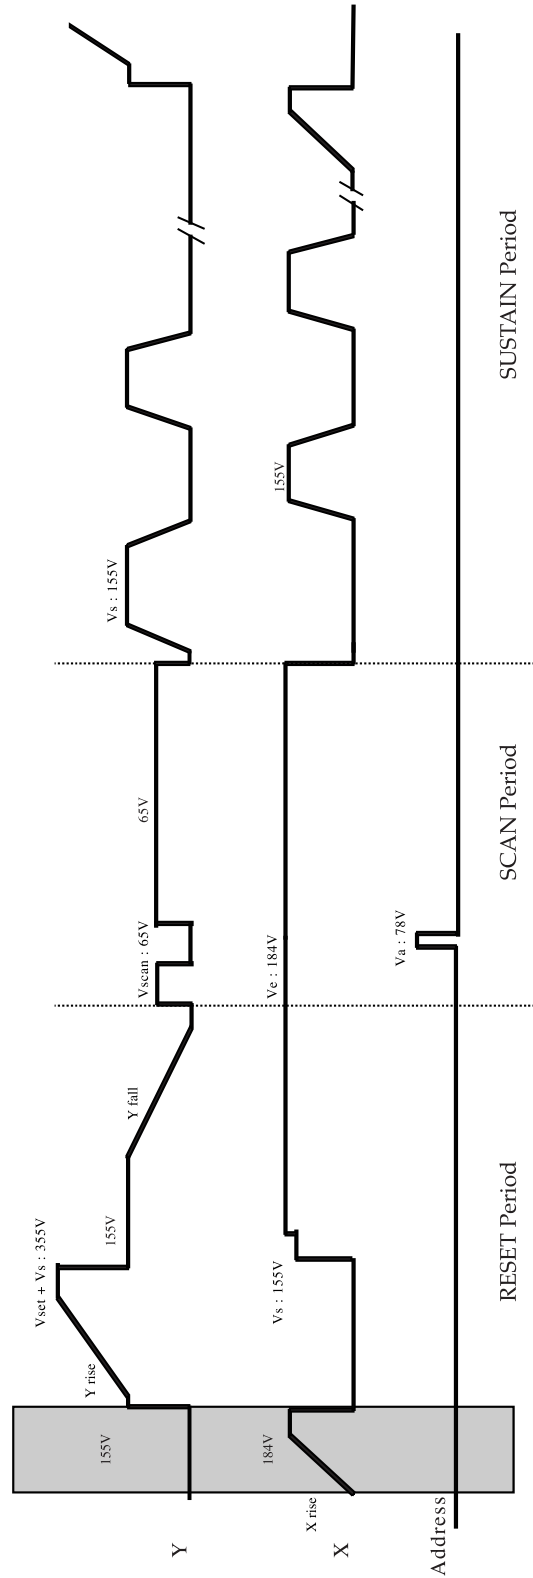 Vset + Vs : 355V
Y rise
155V
155V
Y fall
Vscan : 65V
65V
Vs : 155V
Y
184V
X rise
Vs : 155V
Ve : 184V
155V
X
Va : 78V
Address
RESET Period
SCAN Period
SUSTAIN Period